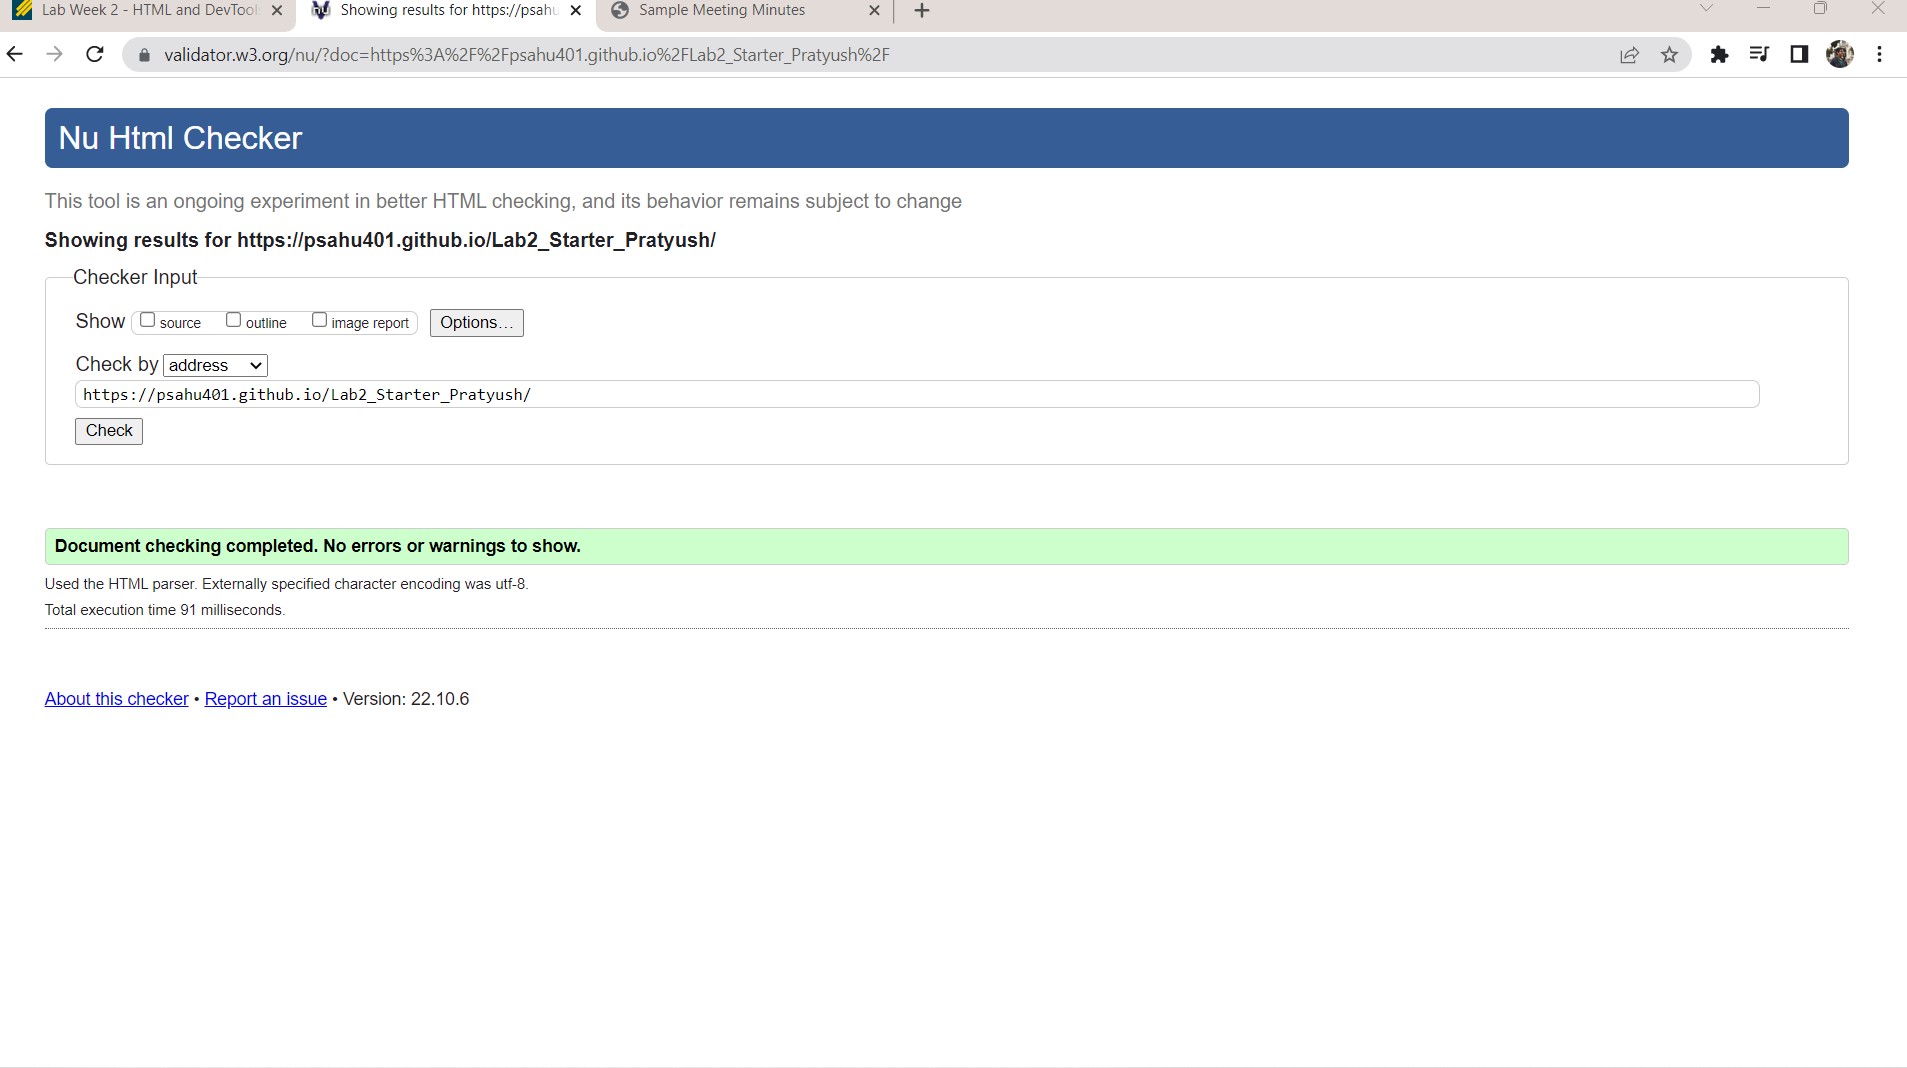 Lab Week 2 - HTML and DevTool
Showing results for https://psahu
Sample Meeting Minutes
validator.w3.org/nu/?doc=https%3A%2F%2Fpsahu401.github.io%2FLab2_Starter_Pratyush%2F
Nu Html Checker
This tool is an ongoing experiment in better HTML checking, and its behavior remains subject to change
Showing results for https://psahu401.github.io/Lab2_Starter_Pratyush/
Checker Input
Show source outline image report Options...
Check by address
https://psahu401.github.io/Lab2_Starter_Pratyush/
Check
Document checking completed. No errors or warnings to show.
Used the HTML parser. Externally specified character encoding was utf-8.
Total execution time 91 milliseconds.
About this checker • Report an issue • Version: 22.10.6